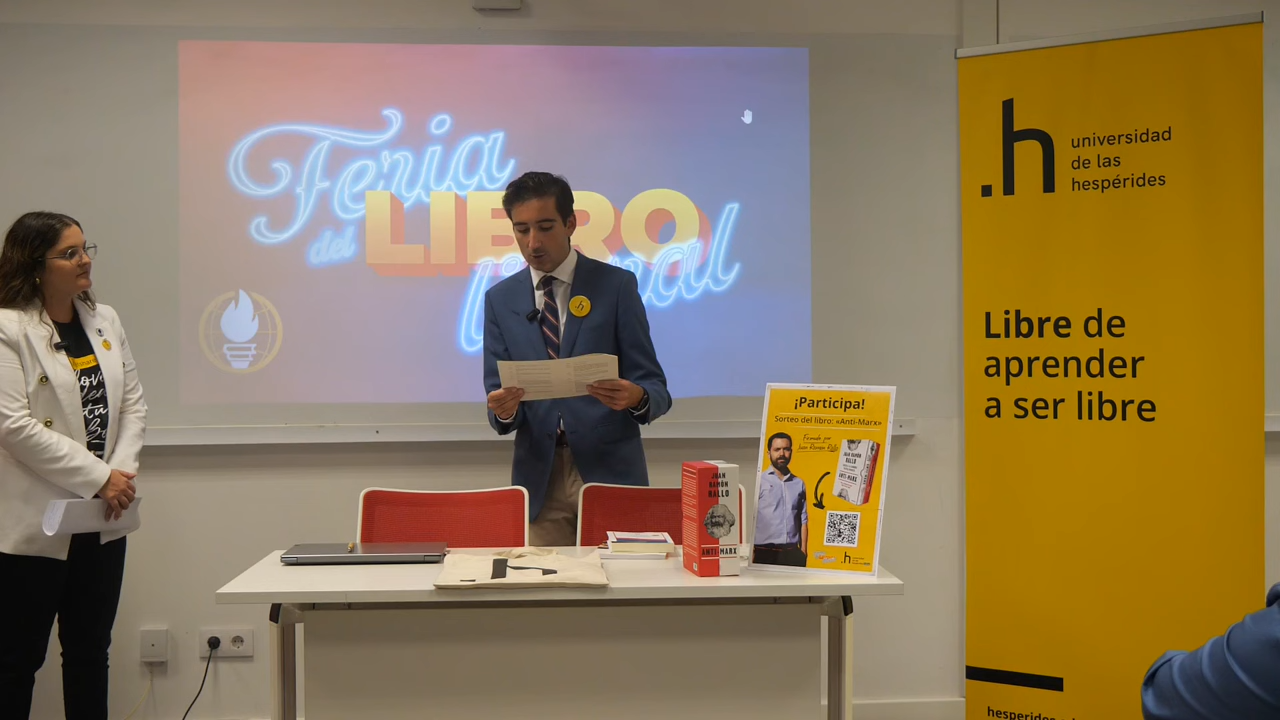 Feria
del LIBRO
.h universidad
de las
hespérides
Libre de
aprender
a ser libre
.h
¡Participa!
Sorteo del libro: «Anti-Marx»
Firmado por
Juan Ramón Rallo
JUAN
RAMÓN
RALLO
ANTI-MARX
JUAN RAMÓN
RALLO
ANTI-MARX
.h